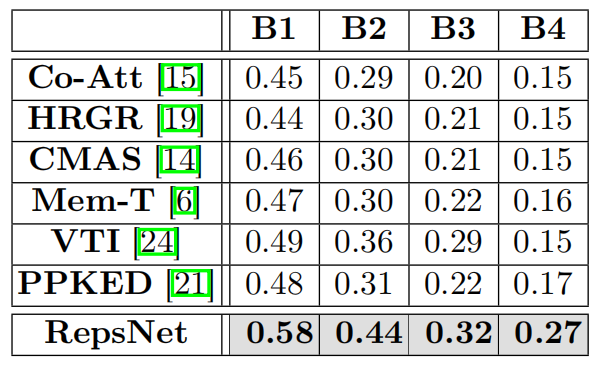 B1 B2 B3 B4
Co-Att [15] 0.45 0.29 0.20 0.15
HRGR [19] 0.44 0.30 0.21 0.15
CMAS [14] 0.46 0.30 0.21 0.15
Mem-T [6] 0.47 0.30 0.22 0.16
VTI [24] 0.49 0.36 0.29 0.15
PPKED [21] 0.48 0.31 0.22 0.17
RepsNet 0.58 0.44 0.32 0.27